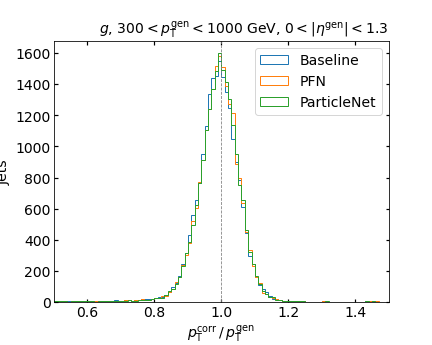 g, 300 < p_T^gen < 1000 GeV, 0 < |η^gen| < 1.3
1600
1400
1200
1000
800
600
400
200
0
Jets
Baseline
PFN
ParticleNet
0.6 0.8 1.0 1.2 1.4
p_T^corr / p_T^gen